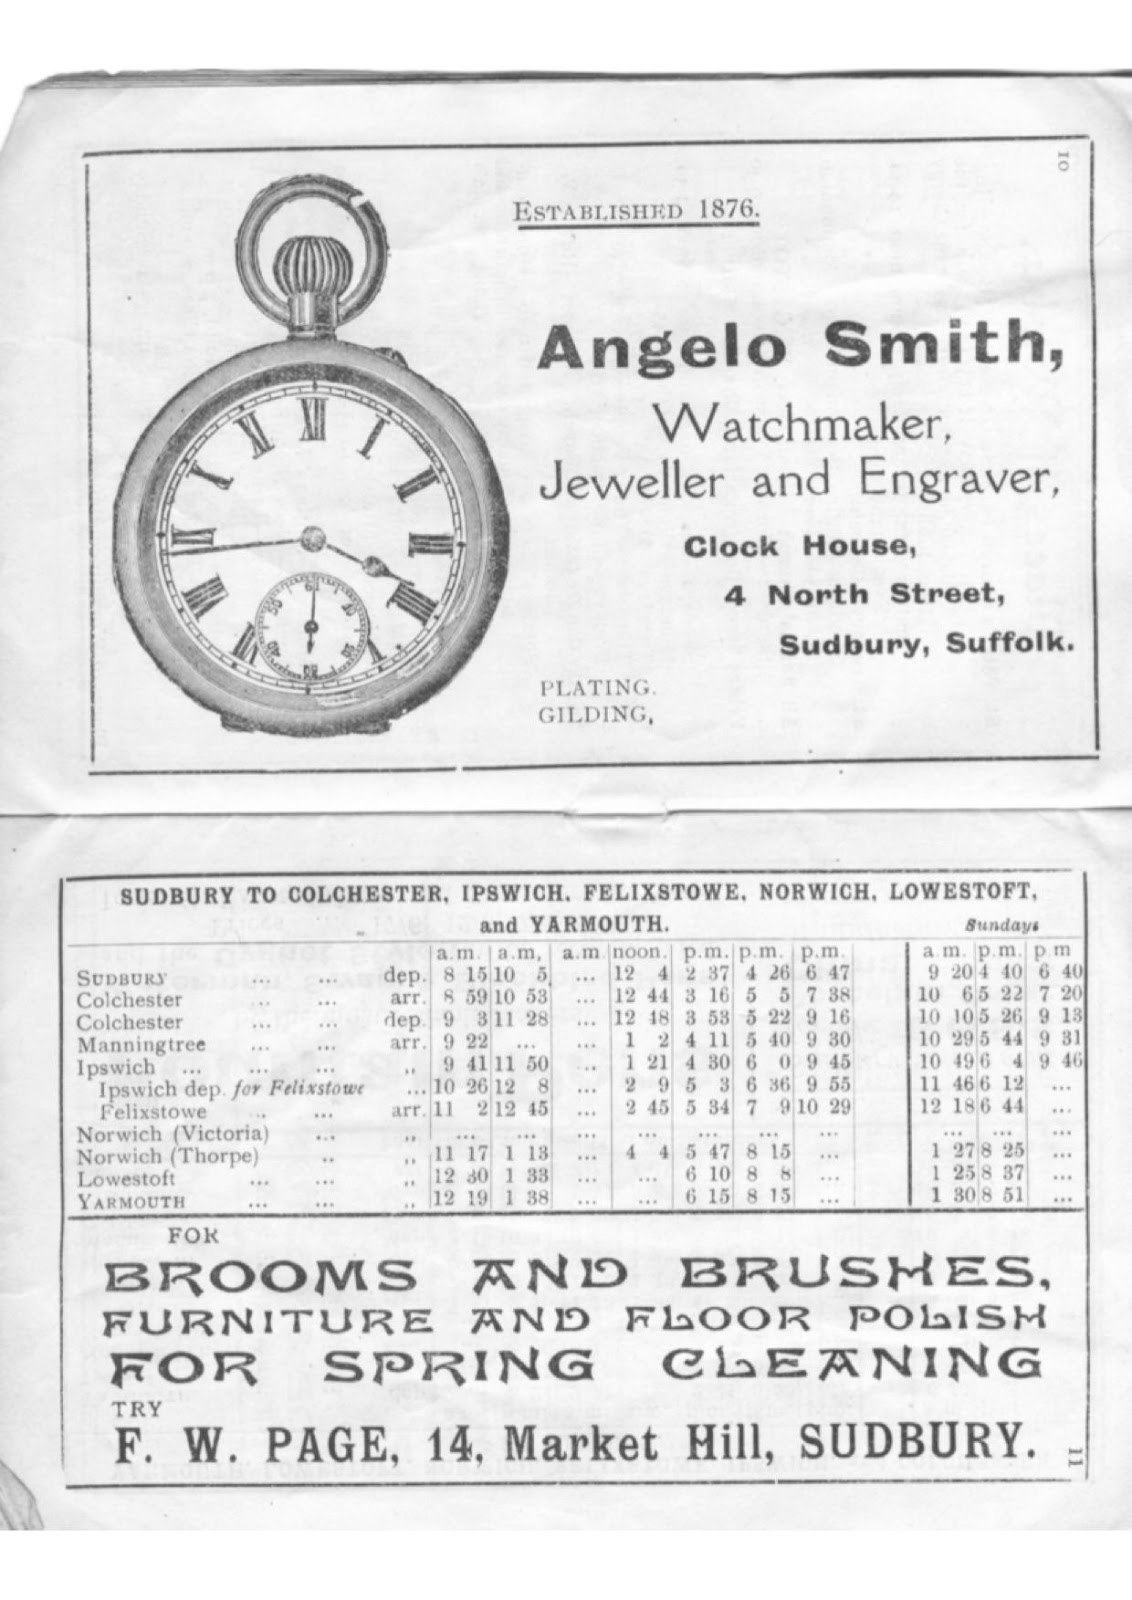 10
ESTABLISHED 1876.
Angelo Smith,
Watchmaker,
Jeweller and Engraver,
Clock House,
4 North Street,
Sudbury, Suffolk.
PLATING.
GILDING,
SUDBURY TO COLCHESTER, IPSWICH, FELIXSTOWE, NORWICH, LOWESTOFT,
and YARMOUTH. Sundays
a.m. a.m, a.m noon. p.m. p.m. p.m. a.m. p.m. p m
SUDBURY ... ... dep. 8 15 10 5 ... 12 4 2 37 4 26 6 47 9 20 4 40 6 40
Colchester ... ... arr. 8 59 10 53 ... 12 44 3 16 5 5 7 38 10 6 5 22 7 20
Colchester ... ... dep. 9 3 11 28 ... 12 48 3 53 5 22 9 16 10 10 5 26 9 13
Manningtree ... ... arr. 9 22 ... ... 1 2 4 11 5 40 9 30 10 29 5 44 9 31
Ipswich ... ... ... ,, 9 41 11 50 ... 1 21 4 30 6 0 9 45 10 49 6 4 9 46
Ipswich dep. for Felixstowe ... 10 26 12 8 ... 2 9 5 3 6 36 9 55 11 46 6 12 ...
Felixstowe ... ... arr. 11 2 12 45 ... 2 45 5 34 7 9 10 29 12 18 6 44 ...
Norwich (Victoria) ... ,, ... ... ... ... ... ... ... ... ... ...
Norwich (Thorpe) ... ,, 11 17 1 13 ... 4 4 5 47 8 15 ... 1 27 8 25 ...
Lowestoft ... ... ,, 12 30 1 33 ... ... 6 10 8 8 ... 1 25 8 37 ...
YARMOUTH ... ... ,, 12 19 1 38 ... ... 6 15 8 15 ... 1 30 8 51 ...
FOR
BROOMS AND BRUSHES,
FURNITURE AND FLOOR POLISH
FOR SPRING CLEANING
TRY
F. W. PAGE, 14, Market Hill, SUDBURY.
11